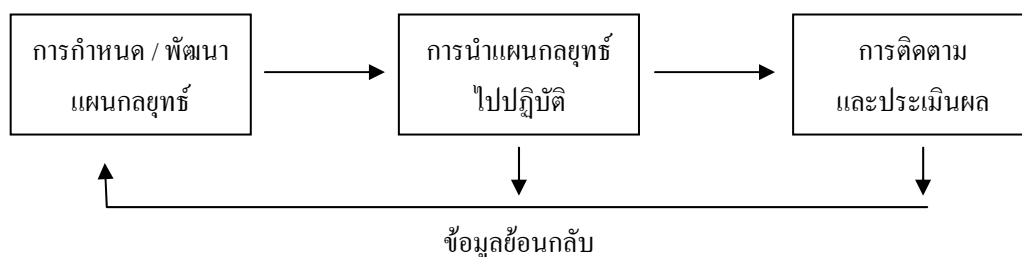 การกำหนด / พัฒนา
แผนกลยุทธ์
การนำแผนกลยุทธ์
ไปปฏิบัติ
การติดตาม
และประเมินผล
ข้อมูลย้อนกลับ